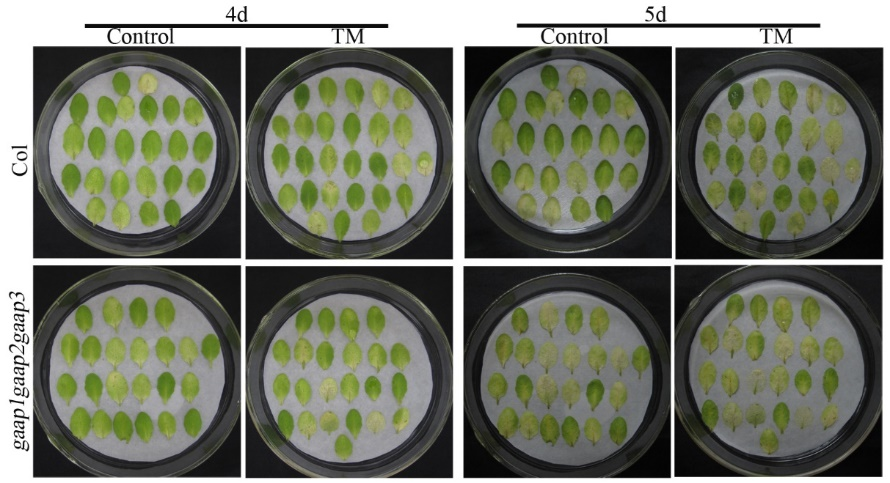 4d 5d
Control TM Control TM
Col
gaap1gaap2gaap3